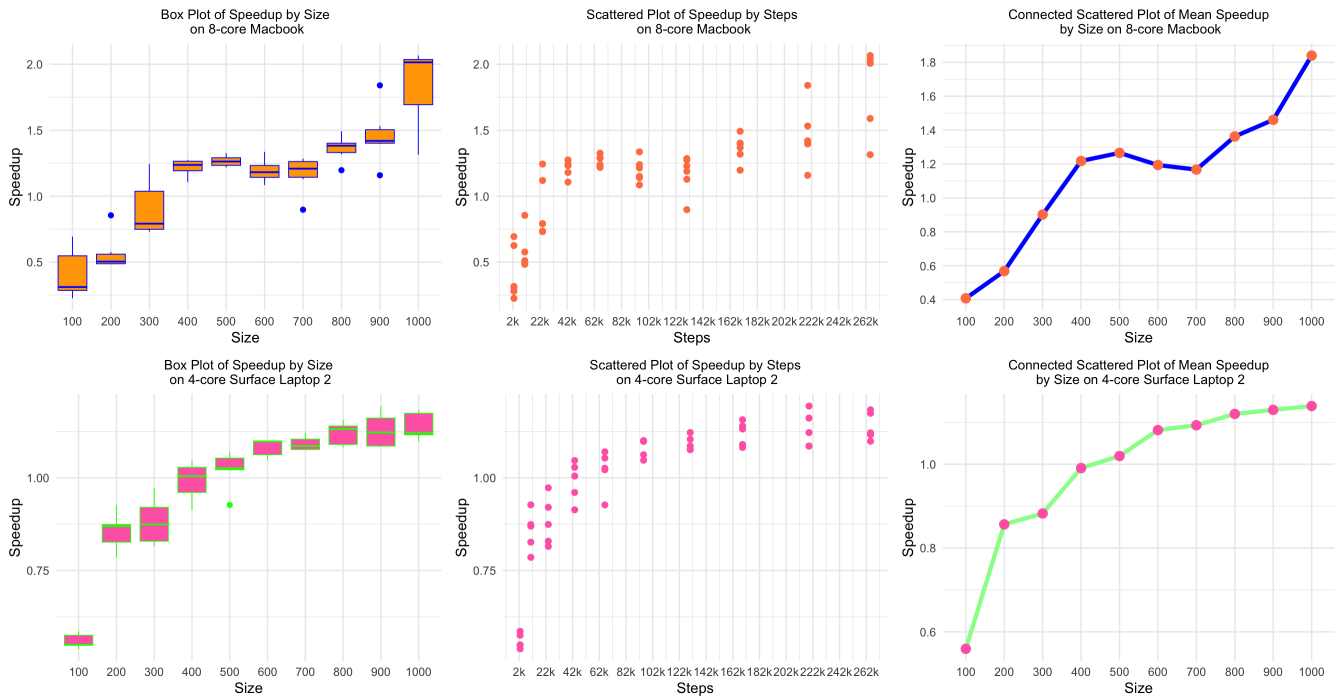 Box Plot of Speedup by Size
on 8-core Macbook
Speedup
2.0
1.5
1.0
0.5
100 200 300 400 500 600 700 800 900 1000
Size
Scattered Plot of Speedup by Steps
on 8-core Macbook
Speedup
2.0
1.5
1.0
0.5
2k 22k 42k 62k 82k 102k 122k 142k 162k 182k 202k 222k 242k 262k
Steps
Connected Scattered Plot of Mean Speedup
by Size on 8-core Macbook
Speedup
1.8
1.6
1.4
1.2
1.0
0.8
0.6
0.4
100 200 300 400 500 600 700 800 900 1000
Size
Box Plot of Speedup by Size
on 4-core Surface Laptop 2
Speedup
1.00
0.75
100 200 300 400 500 600 700 800 900 1000
Size
Scattered Plot of Speedup by Steps
on 4-core Surface Laptop 2
Speedup
1.00
0.75
2k 22k 42k 62k 82k 102k 122k 142k 162k 182k 202k 222k 242k 262k
Steps
Connected Scattered Plot of Mean Speedup
by Size on 4-core Surface Laptop 2
Speedup
1.0
0.8
0.6
100 200 300 400 500 600 700 800 900 1000
Size